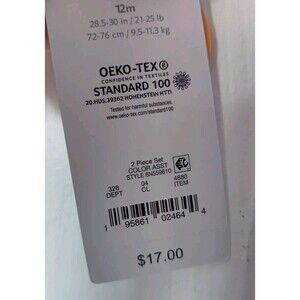 12m
28.5-30 in / 21-25 lb
72-76 cm / 9.5-11.3 kg
OEKO-TEX®
CONFIDENCE IN TEXTILES
STANDARD 100
20.HUS.39362 HOHENSTEIN HTTI
Tested for harmful substances.
www.oeko-tex.com/standard100
2 Piece Set
COLOR ASST
STYLE 6N559610
328 04 4880
DEPT CL ITEM
1 95861 02464 4
$17.00